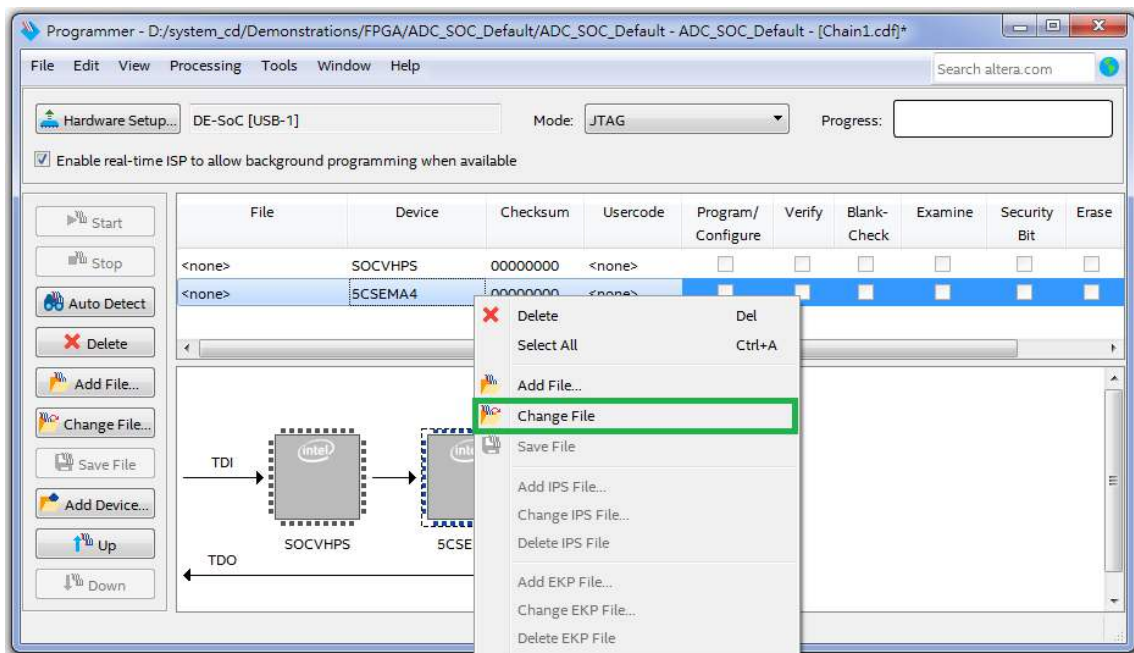 Programmer - D:/system_cd/Demonstrations/FPGA/ADC_SOC_Default/ADC_SOC_Default - ADC_SOC_Default - [Chain1.cdf]*
File Edit View Processing Tools Window Help
Search altera.com
Hardware Setup... DE-SoC [USB-1] Mode: JTAG Progress:
Enable real-time ISP to allow background programming when available
Start
Stop
Auto Detect
Delete
Add File...
Change File...
Save File
Add Device...
Up
Down
File Device Checksum Usercode Program/ Configure Verify Blank- Check Examine Security Bit Erase
<none> SOCVHPS 00000000 <none>
<none> 5CSEMA4 00000000 <none>
Delete Del
Select All Ctrl+A
Add File...
Change File
Save File
Add IPS File...
Change IPS File...
Delete IPS File
Add EKP File...
Change EKP File...
Delete EKP File
TDI
intel
SOCVHPS
5CSE
TDO